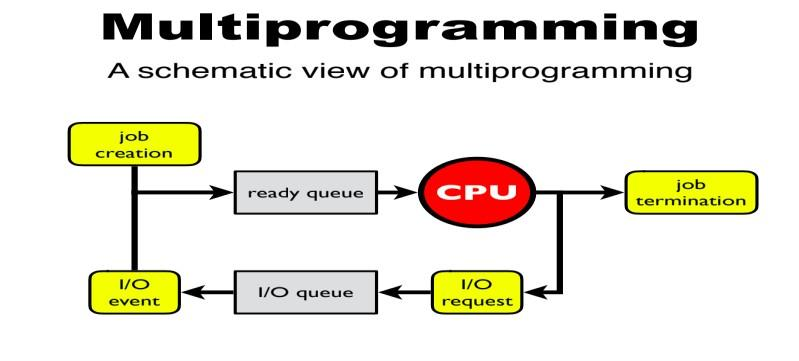 Multiprogramming
A schematic view of multiprogramming
job
creation
ready queue
CPU
job
termination
I/O
event
I/O queue
I/O
request